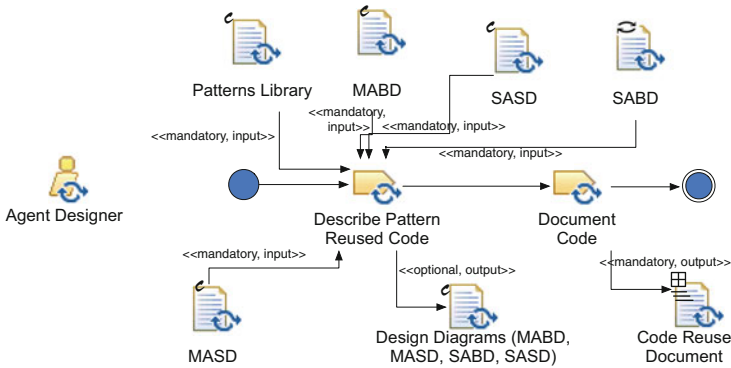 Patterns Library
MABD
SASD
SABD
<<mandatory,
input>>
<<mandatory, input>>
<<mandatory, input>>
<<mandatory, input>>
Agent Designer
Describe Pattern
Reused Code
Document
Code
<<mandatory, input>>
<<optional, output>>
<<mandatory, output>>
MASD
Design Diagrams (MABD,
MASD, SABD, SASD)
Code Reuse
Document